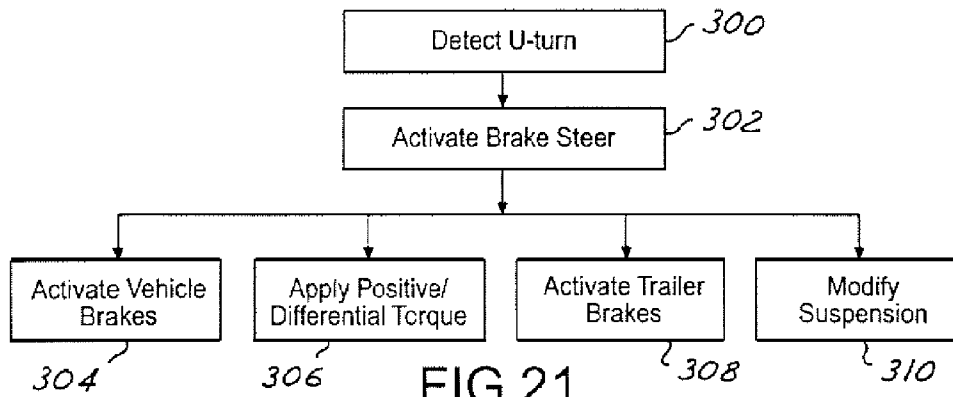 Detect U-turn
300
Activate Brake Steer
302
Activate Vehicle
Brakes
304
Apply Positive/
Differential Torque
306
Activate Trailer
Brakes
308
Modify
Suspension
310
FIG.21